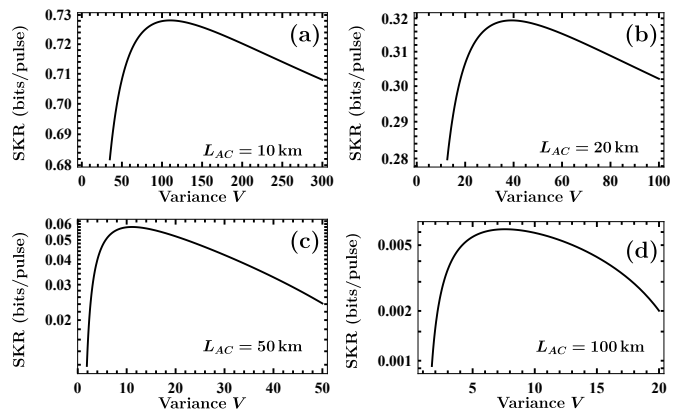 0.73
0.72
0.71
0.70
0.69
0.68
SKR (bits/pulse)
(a)
L_AC = 10 km
0 50 100 150 200 250 300
Variance V
0.32
0.31
0.30
0.29
0.28
SKR (bits/pulse)
(b)
L_AC = 20 km
0 20 40 60 80 100
Variance V
0.06
0.05
0.04
0.03
0.02
SKR (bits/pulse)
(c)
L_AC = 50 km
0 10 20 30 40 50
Variance V
0.005
0.002
0.001
SKR (bits/pulse)
(d)
L_AC = 100 km
5 10 15 20
Variance V